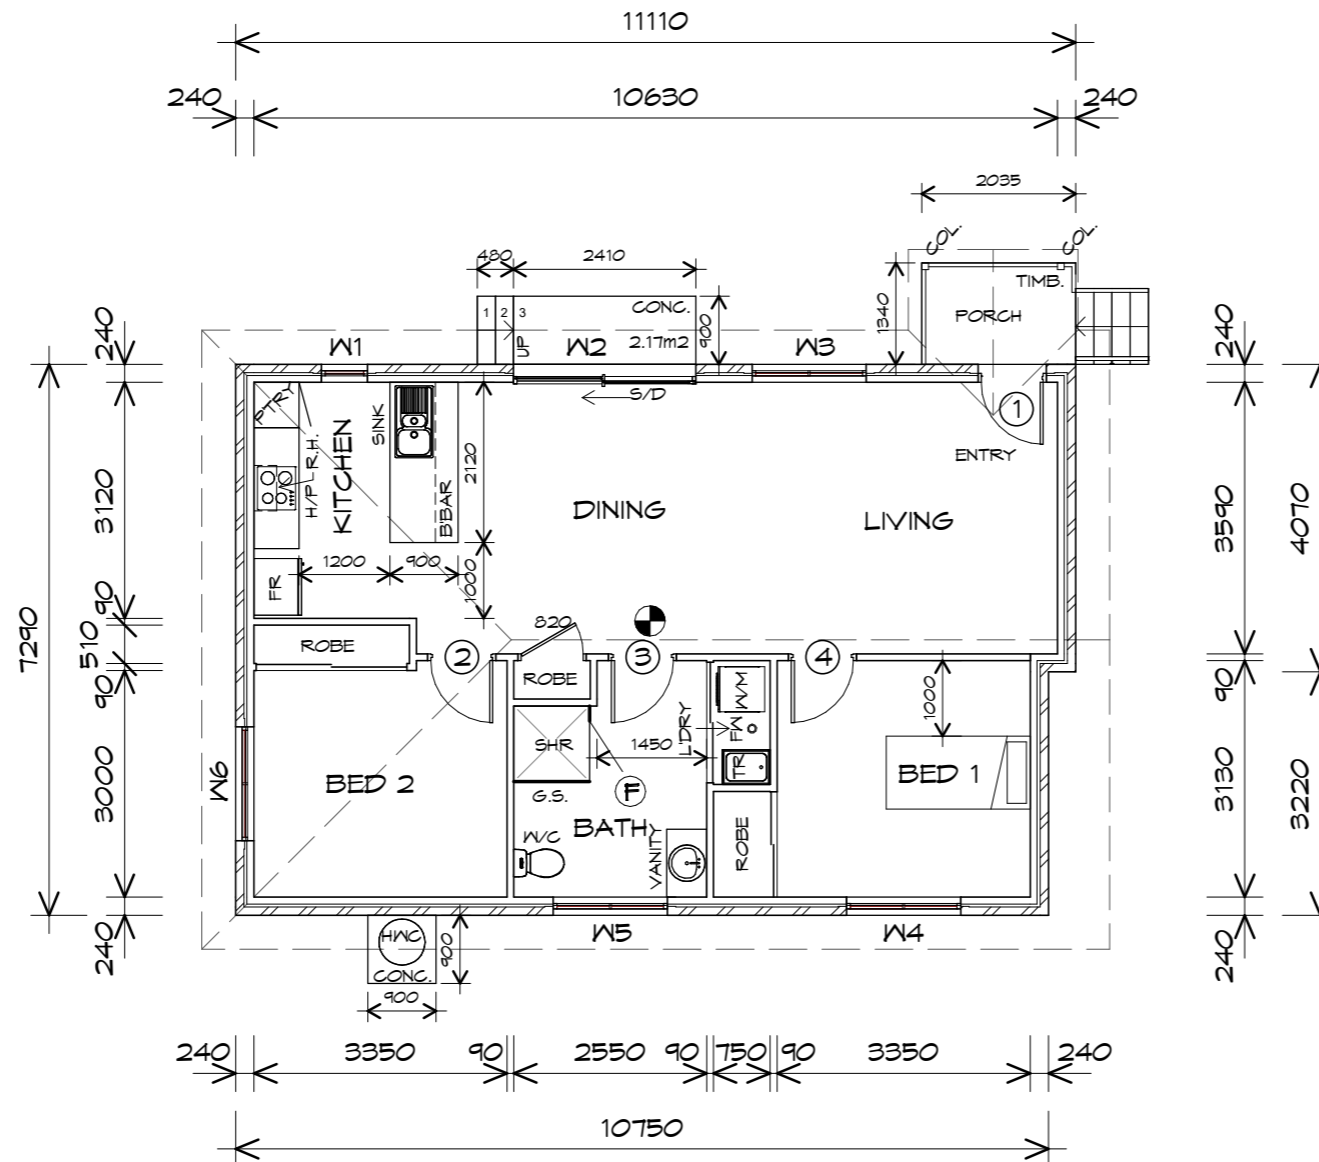 11110
240 10630 240
2035
COL. COL.
480 2410
TIMB.
1 2 3
UP
CONC.
2.17m2
900
1340
PORCH
W1 W2 W3
S/D
240
240
PTRY
SINK
H/P R.H.
KITCHEN
2120
B'BAR
1
ENTRY
DINING
LIVING
3120
3590
4070
1200 900
1000
FR
90
7290
510
90
ROBE
820
2
3
4
90
ROBE
W/M
L'DRY
FW
TR
1000
SHR
1450
BED 2
G.S.
F
BED 1
W6
3000
3130
3220
BATH
W/C
VANITY
ROBE
HWC
CONC.
900
900
W5
W4
240
240
240 3350 90 2550 90 750 90 3350 240
10750